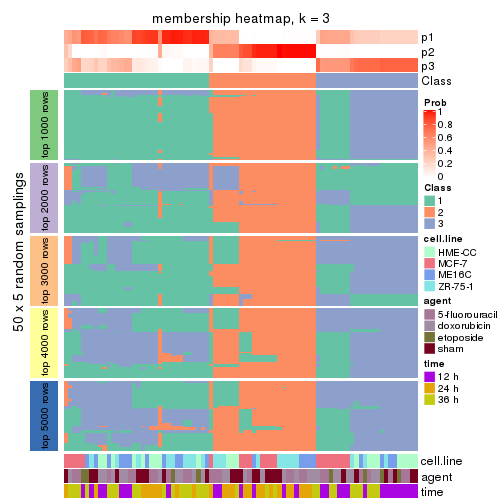 membership heatmap, k = 3
p1
p2
p3
Class
50 x 5 random samplings
top 1000 rows
top 2000 rows
top 3000 rows
top 4000 rows
top 5000 rows
cell.line
agent
time
Prob
1
0.8
0.6
0.4
0.2
0
Class
1
2
3
cell.line
HME-CC
MCF-7
ME16C
ZR-75-1
agent
5-fluorouracil
doxorubicin
etoposide
sham
time
12 h
24 h
36 h